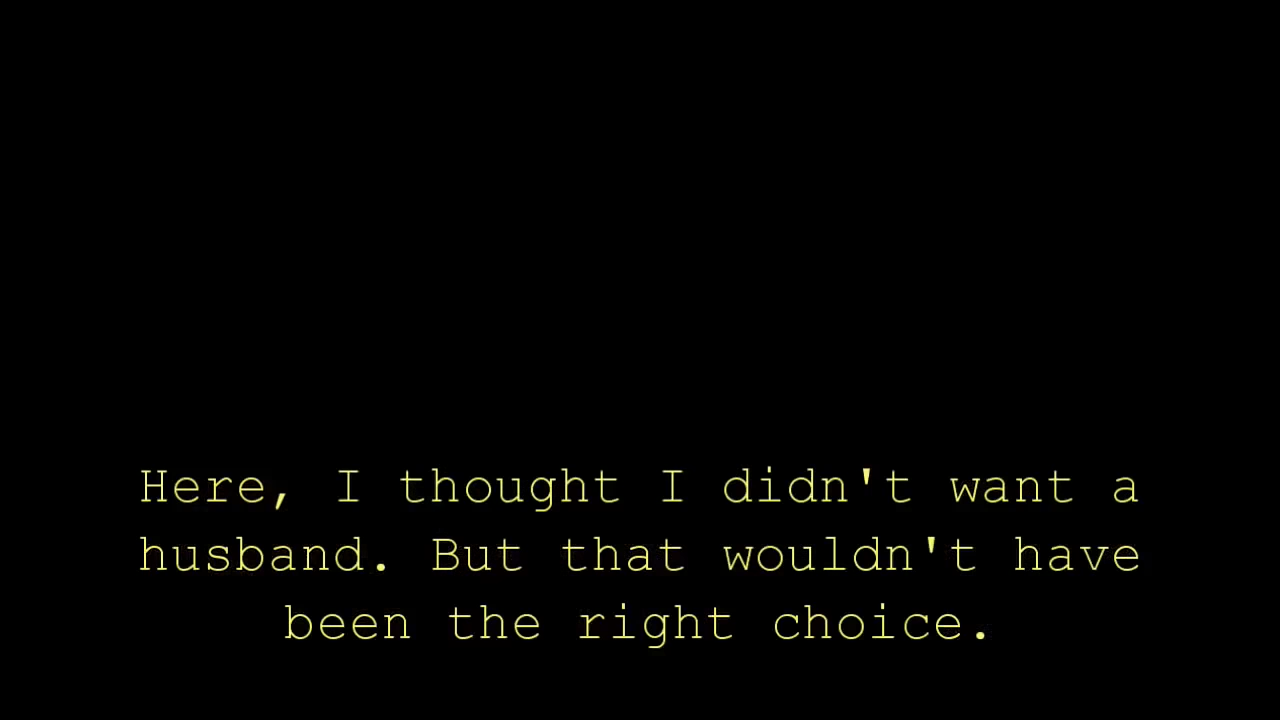 Here, I thought I didn't want a
husband. But that wouldn't have
been the right choice.